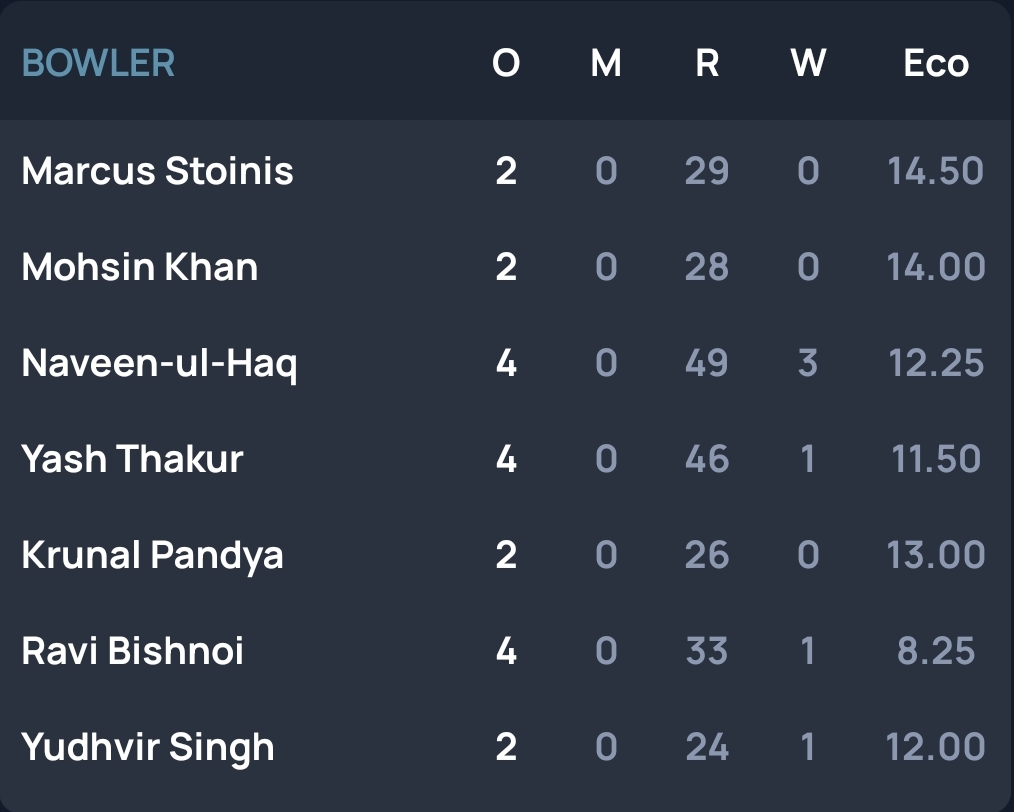 BOWLER O M R W Eco
Marcus Stoinis 2 0 29 0 14.50
Mohsin Khan 2 0 28 0 14.00
Naveen-ul-Haq 4 0 49 3 12.25
Yash Thakur 4 0 46 1 11.50
Krunal Pandya 2 0 26 0 13.00
Ravi Bishnoi 4 0 33 1 8.25
Yudhvir Singh 2 0 24 1 12.00